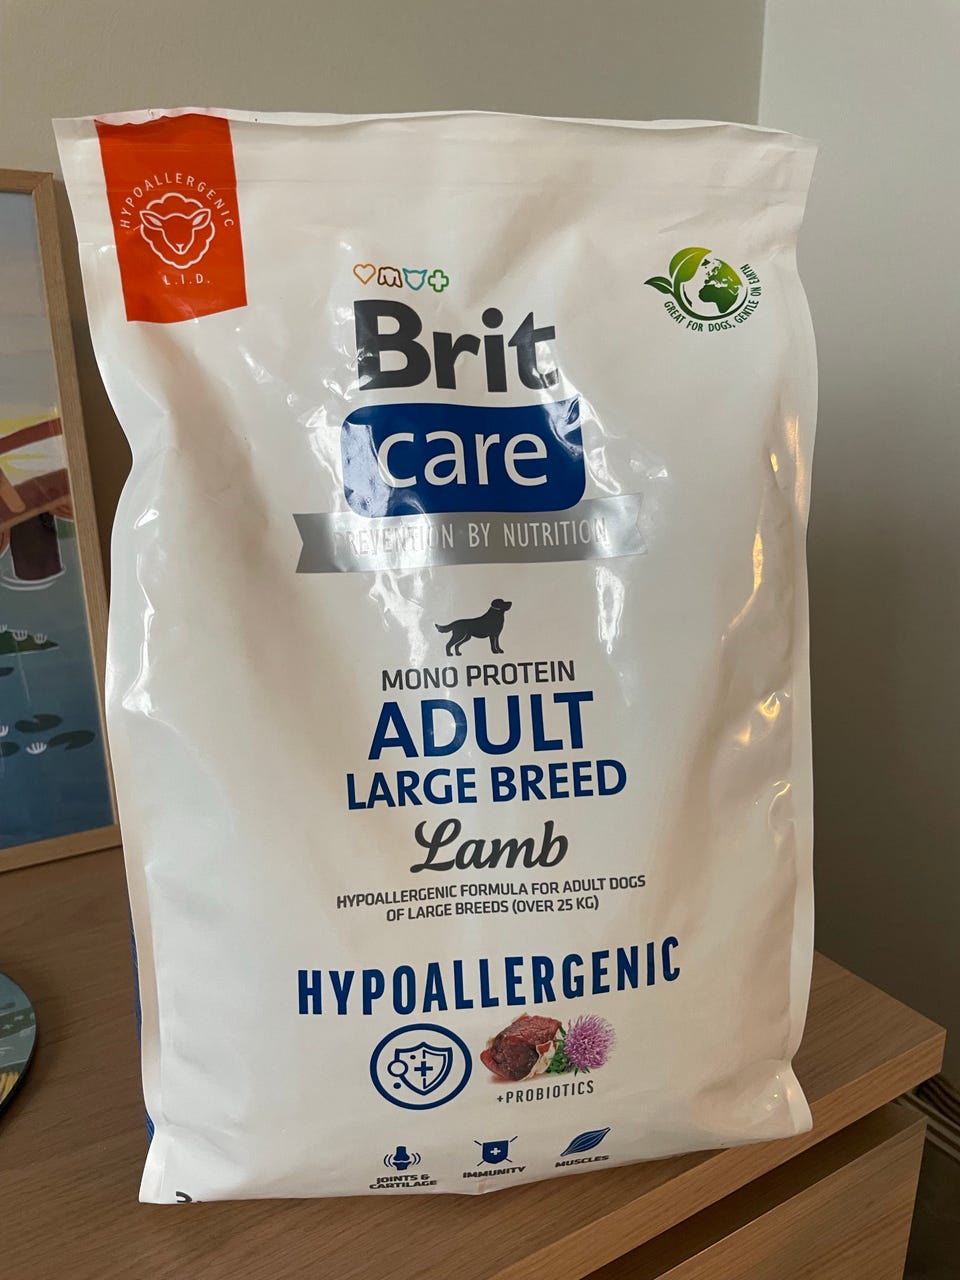 HYPOALLERGENIC
L.I.D.
GREAT FOR DOGS, GENTLE ON EARTH
Brit
care
PREVENTION BY NUTRITION
MONO PROTEIN
ADULT
LARGE BREED
Lamb
HYPOALLERGENIC FORMULA FOR ADULT DOGS
OF LARGE BREEDS (OVER 25 KG)
HYPOALLERGENIC
+PROBIOTICS
JOINTS &
CARTILAGE
IMMUNITY
MUSCLES